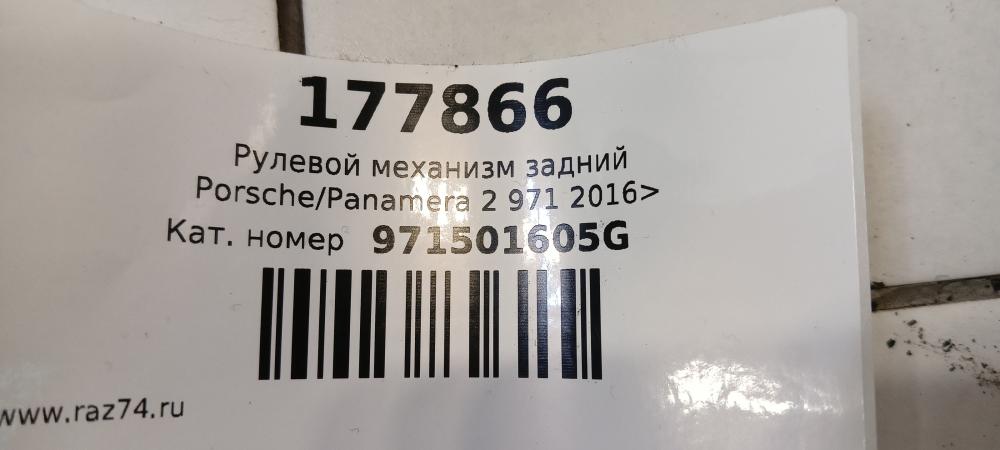 177866
Рулевой механизм задний
Porsche/Panamera 2 971 2016>
Кат. номер 971501605G
www.raz74.ru